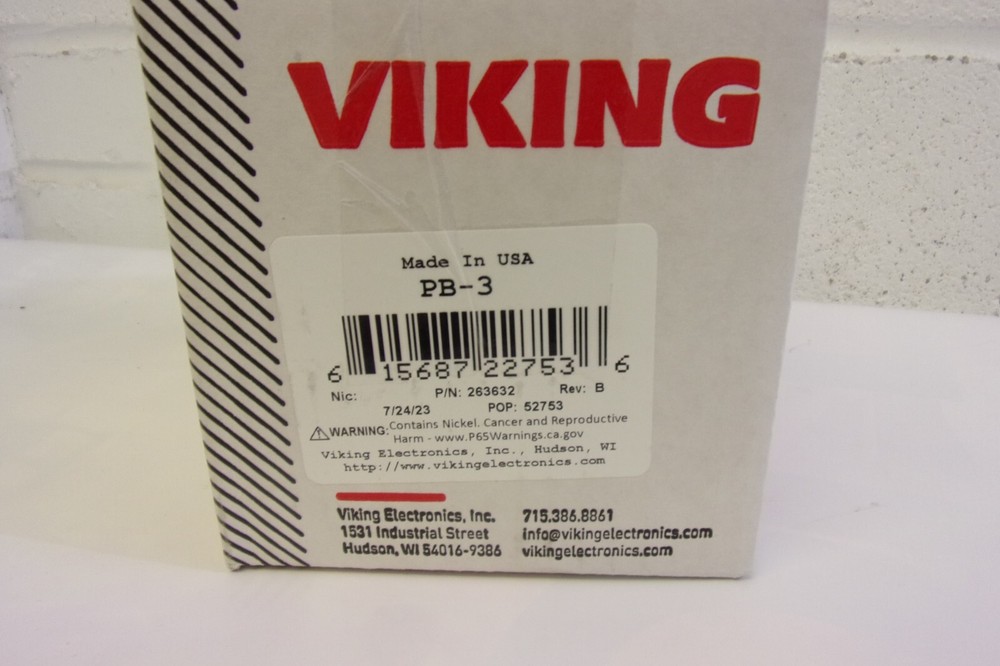 VIKING
Made In USA
PB-3
6 15687 22753 6
Nic: P/N: 263632 Rev: B
7/24/23 POP: 52753
WARNING: Contains Nickel. Cancer and Reproductive
Harm - www.P65Warnings.ca.gov
Viking Electronics, Inc., Hudson, WI
http://www.vikingelectronics.com
Viking Electronics, Inc. 715.386.8861
1531 Industrial Street info@vikingelectronics.com
Hudson, WI 54016-9386 vikingelectronics.com